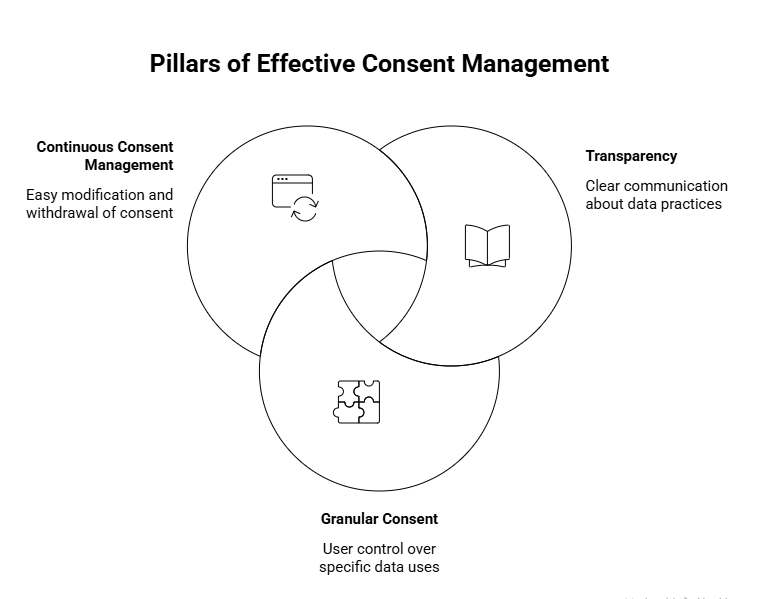 Pillars of Effective Consent Management
Continuous Consent
Management
Easy modification and
withdrawal of consent
Transparency
Clear communication
about data practices
Granular Consent
User control over
specific data uses